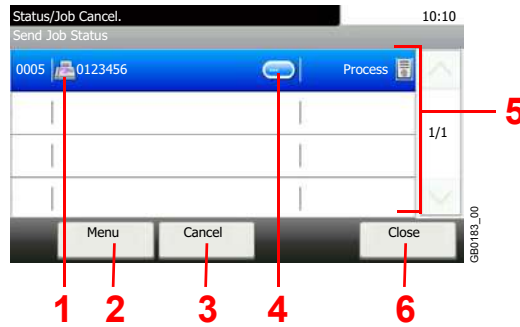 Status/Job Cancel. 10:10
Send Job Status
0005 0123456 Process
5
1/1
Menu Cancel Close
GB0183_00
1 2 3 4 6